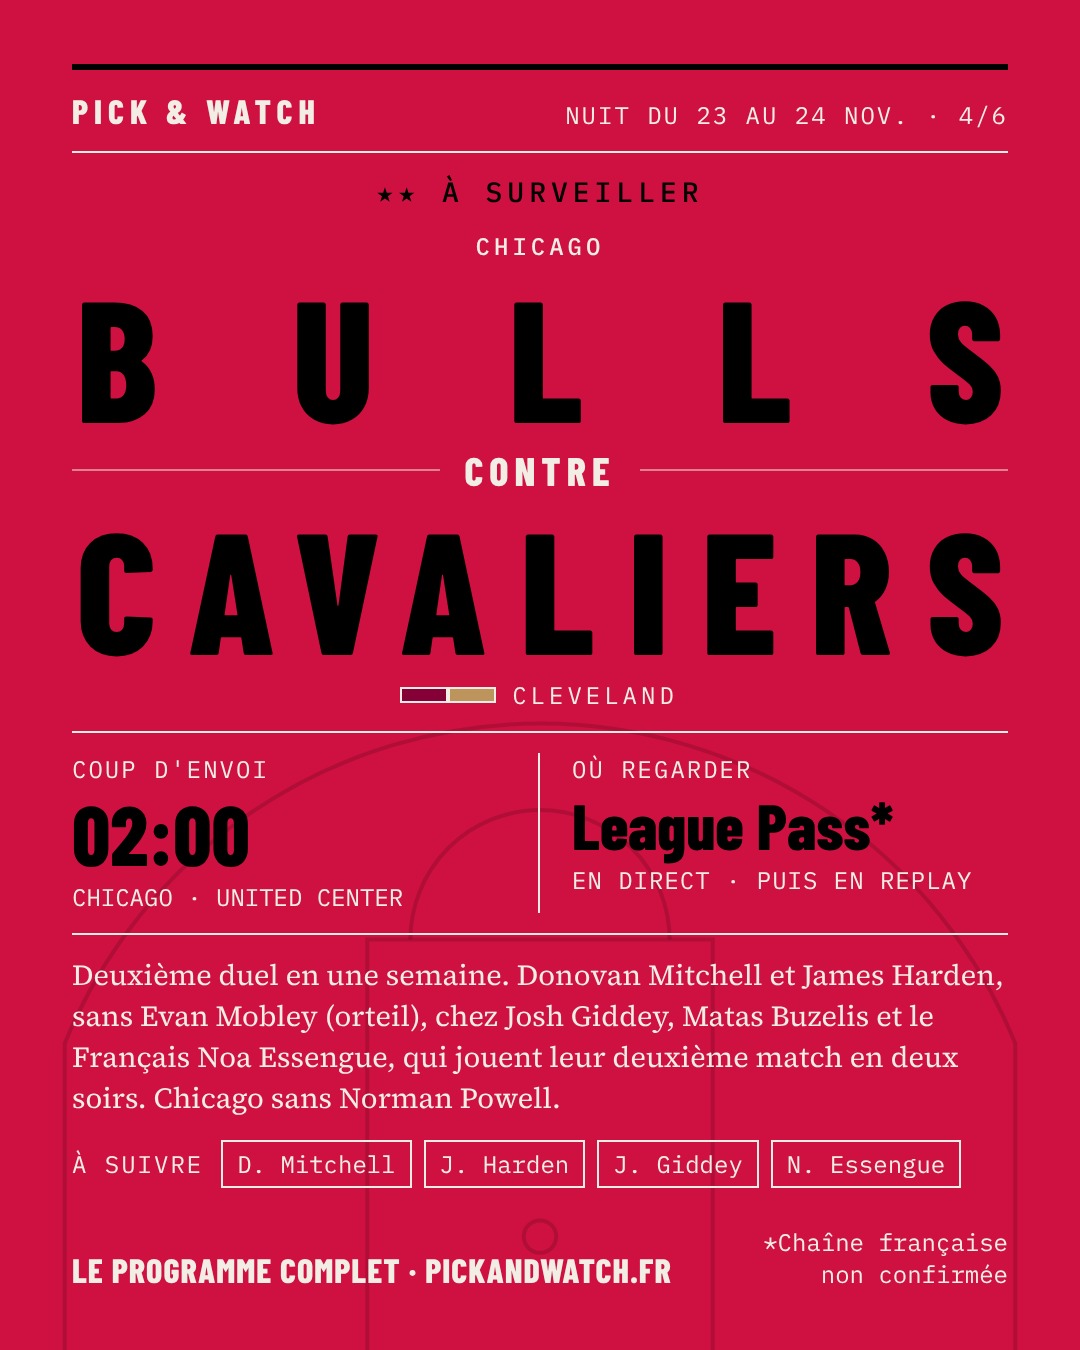 PICK & WATCH
NUIT DU 23 AU 24 NOV. · 4/6
★★ À SURVEILLER
CHICAGO
BULLS
CONTRE
CAVALIERS
CLEVELAND
COUP D'ENVOI
02:00
CHICAGO · UNITED CENTER
OÙ REGARDER
League Pass*
EN DIRECT · PUIS EN REPLAY
Deuxième duel en une semaine. Donovan Mitchell et James Harden,
sans Evan Mobley (orteil), chez Josh Giddey, Matas Buzelis et le
Français Noa Essengue, qui jouent leur deuxième match en deux
soirs. Chicago sans Norman Powell.
À SUIVRE D. Mitchell J. Harden J. Giddey N. Essengue
LE PROGRAMME COMPLET · PICKANDWATCH.FR
*Chaîne française
non confirmée